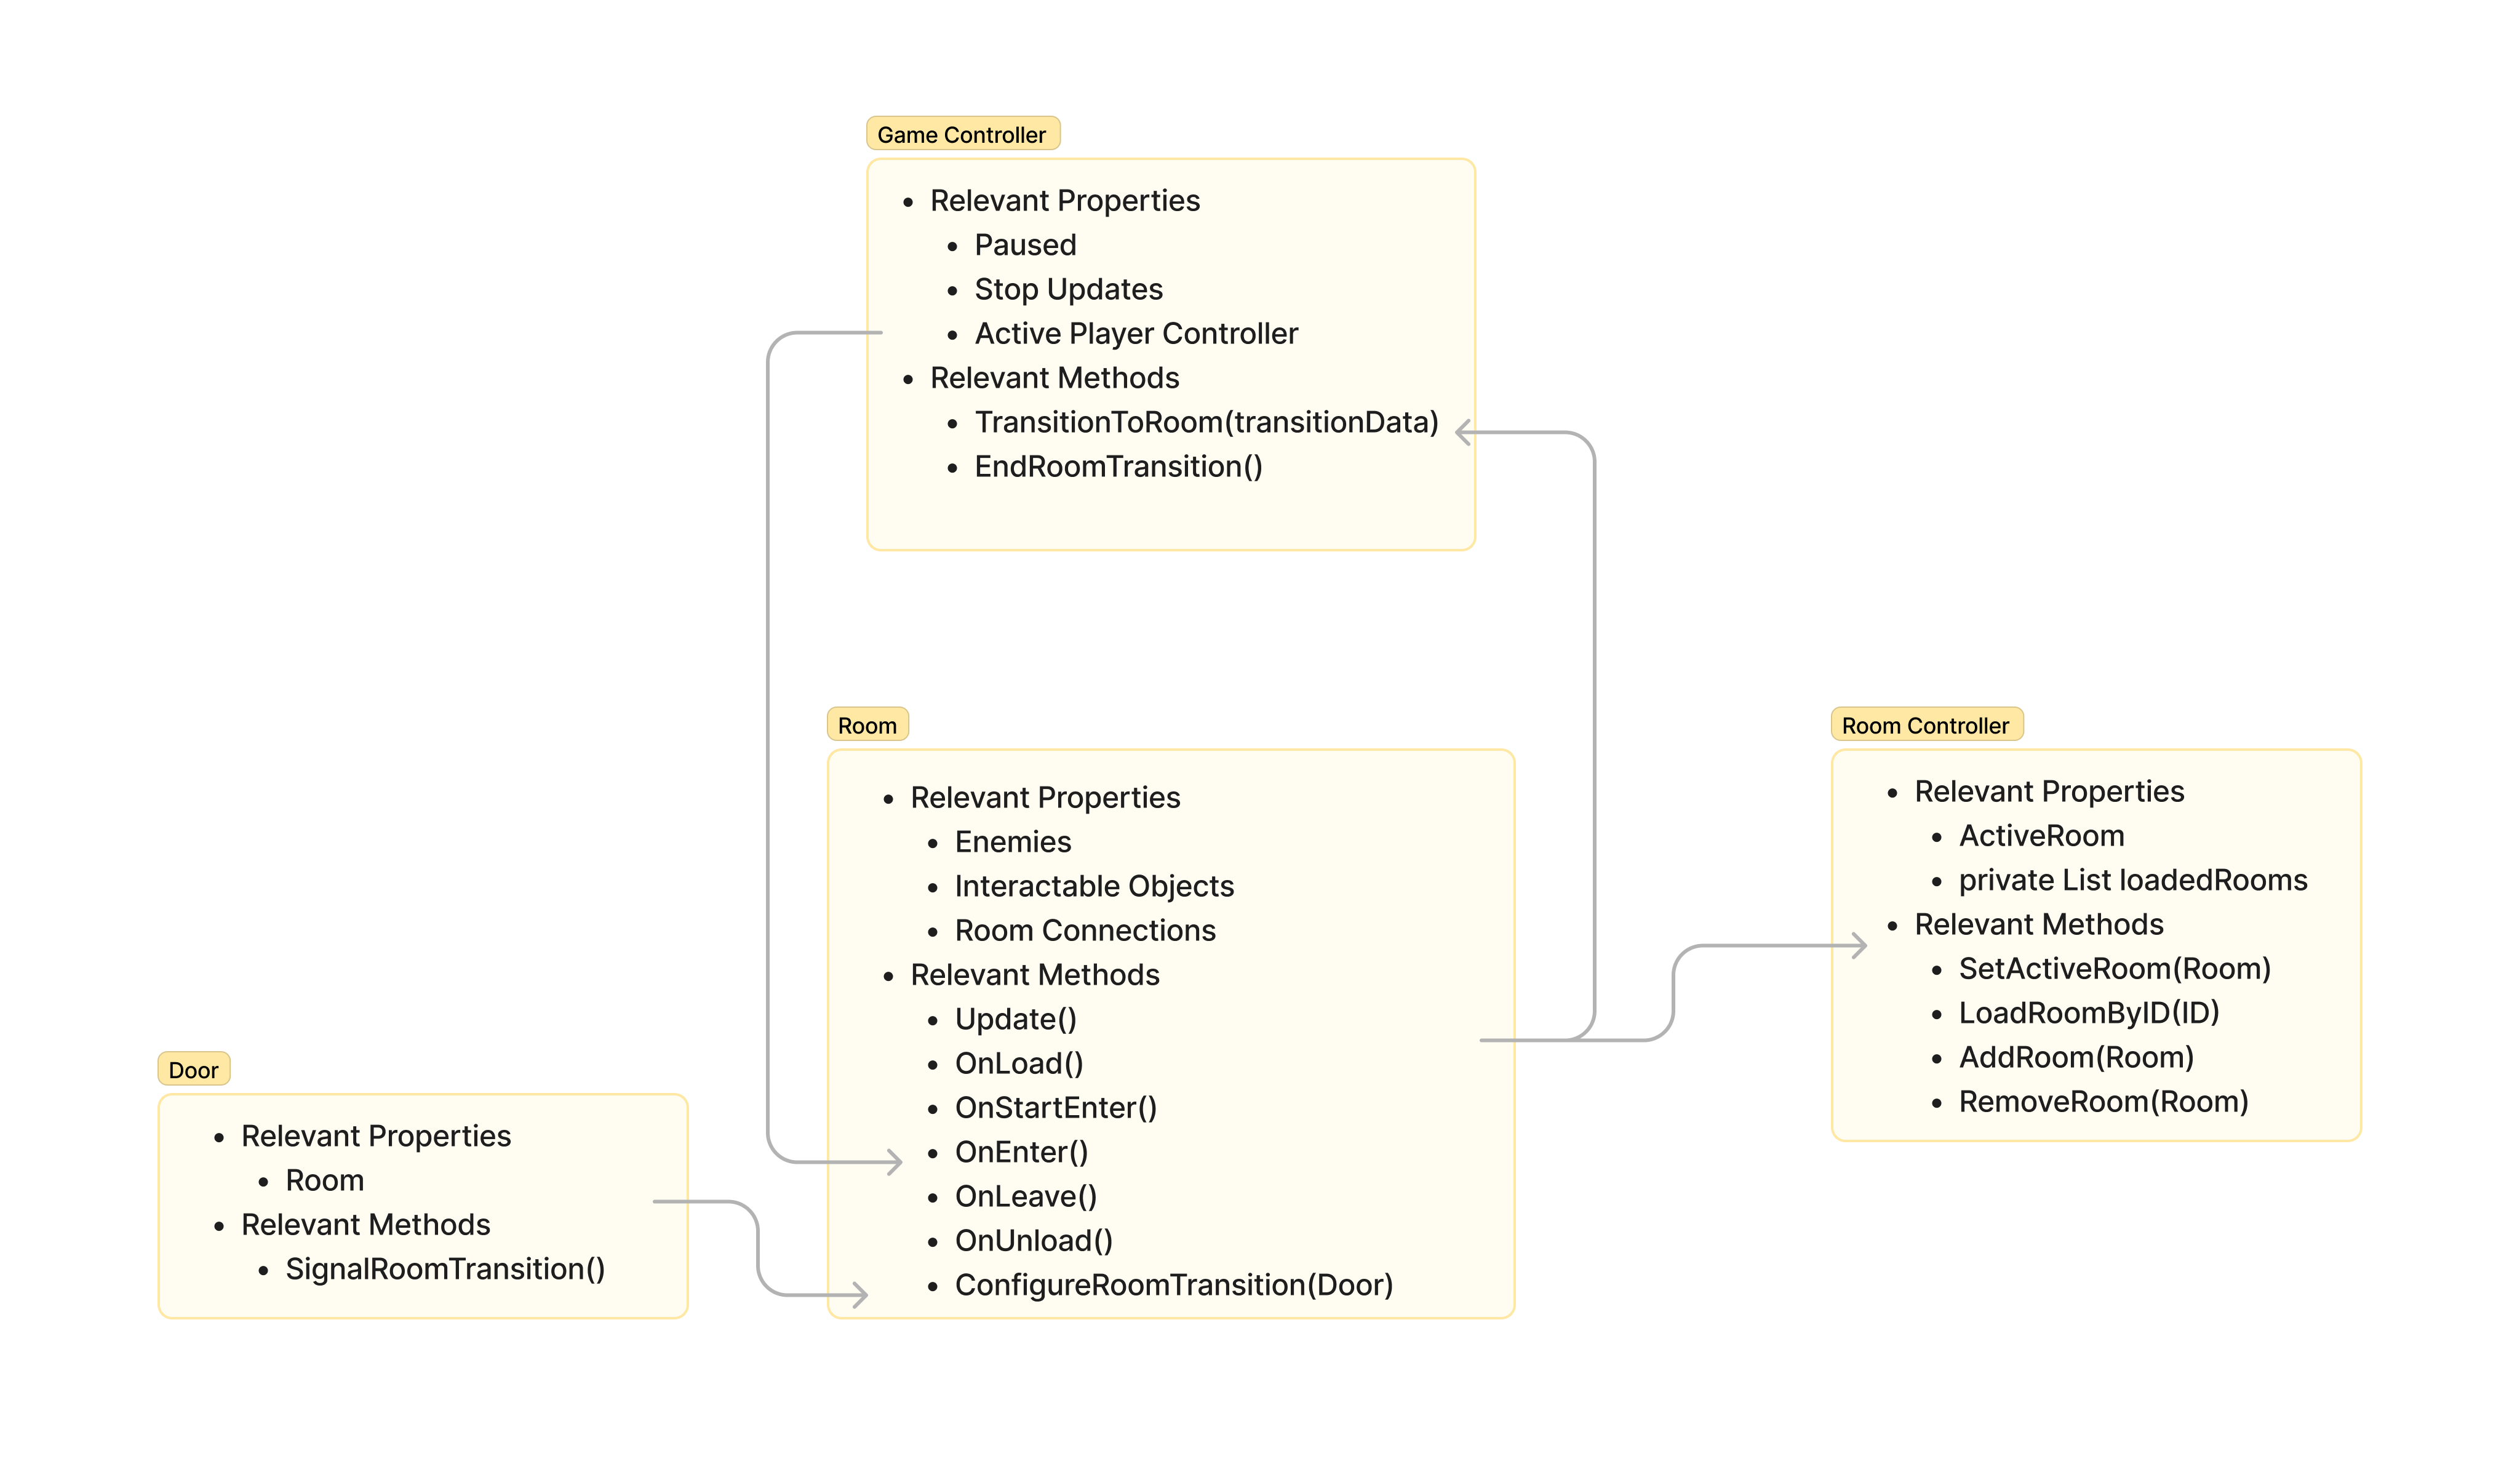 Game Controller
Relevant Properties
Paused
Stop Updates
Active Player Controller
Relevant Methods
TransitionToRoom(transitionData)
EndRoomTransition()
Room
Relevant Properties
Enemies
Interactable Objects
Room Connections
Relevant Methods
Update()
OnLoad()
OnStartEnter()
OnEnter()
OnLeave()
OnUnload()
ConfigureRoomTransition(Door)
Room Controller
Relevant Properties
ActiveRoom
private List loadedRooms
Relevant Methods
SetActiveRoom(Room)
LoadRoomByID(ID)
AddRoom(Room)
RemoveRoom(Room)
Door
Relevant Properties
Room
Relevant Methods
SignalRoomTransition()